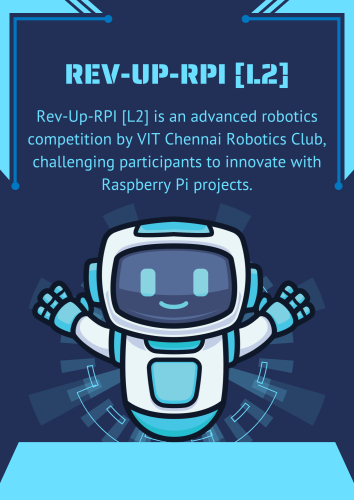 REV-UP-RPI [L2]
Rev-Up-RPI [L2] is an advanced robotics
competition by VIT Chennai Robotics Club,
challenging participants to innovate with
Raspberry Pi projects.